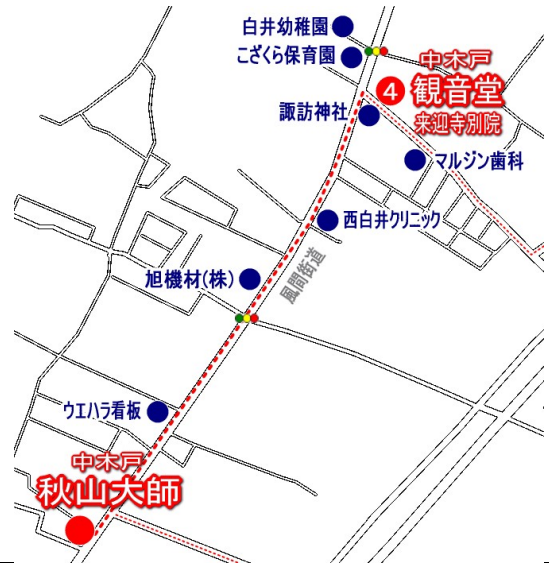 白井幼稚園
こざくら保育園
中木戸
4 観音堂
来迎寺別院
諏訪神社
マルジン歯科
西白井クリニック
風間街道
旭機材(株)
ウエハラ看板
中木戸
秋山大師